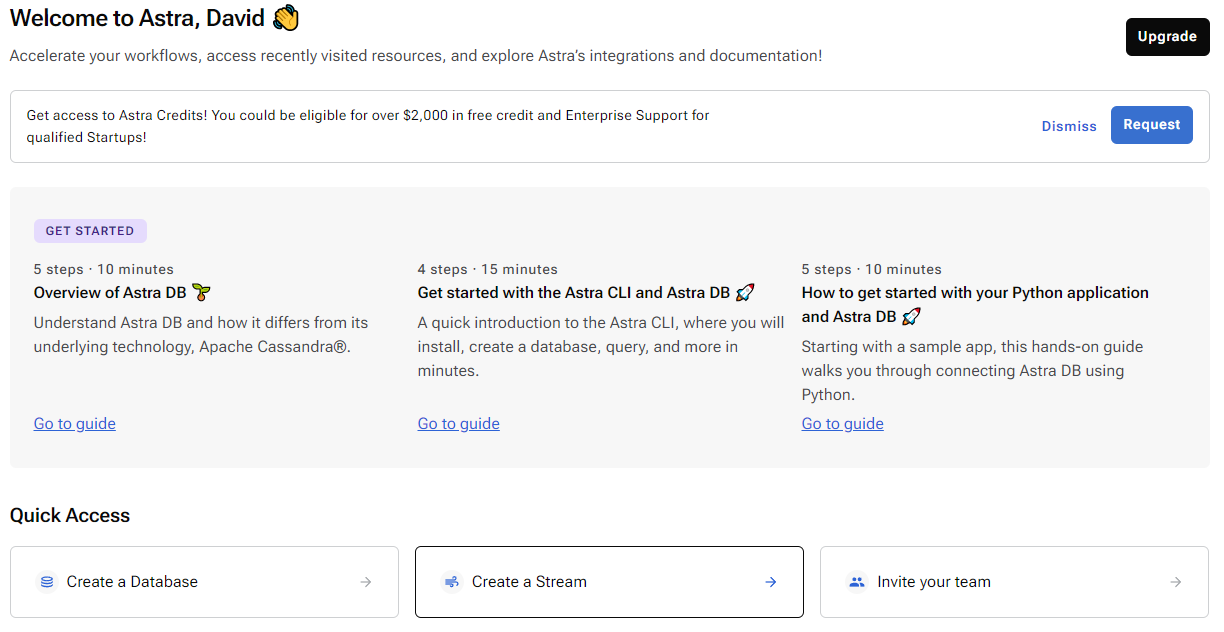 Welcome to Astra, David 👋
Accelerate your workflows, access recently visited resources, and explore Astra's integrations and documentation!
Upgrade
Get access to Astra Credits! You could be eligible for over $2,000 in free credit and Enterprise Support for
qualified Startups!
Dismiss
Request
GET STARTED
5 steps · 10 minutes
Overview of Astra DB 🌱
Understand Astra DB and how it differs from its
underlying technology, Apache Cassandra®.
Go to guide
4 steps · 15 minutes
Get started with the Astra CLI and Astra DB 🚀
A quick introduction to the Astra CLI, where you will
install, create a database, query, and more in
minutes.
Go to guide
5 steps · 10 minutes
How to get started with your Python application
and Astra DB 🚀
Starting with a sample app, this hands-on guide
walks you through connecting Astra DB using
Python.
Go to guide
Quick Access
Create a Database
Create a Stream
Invite your team